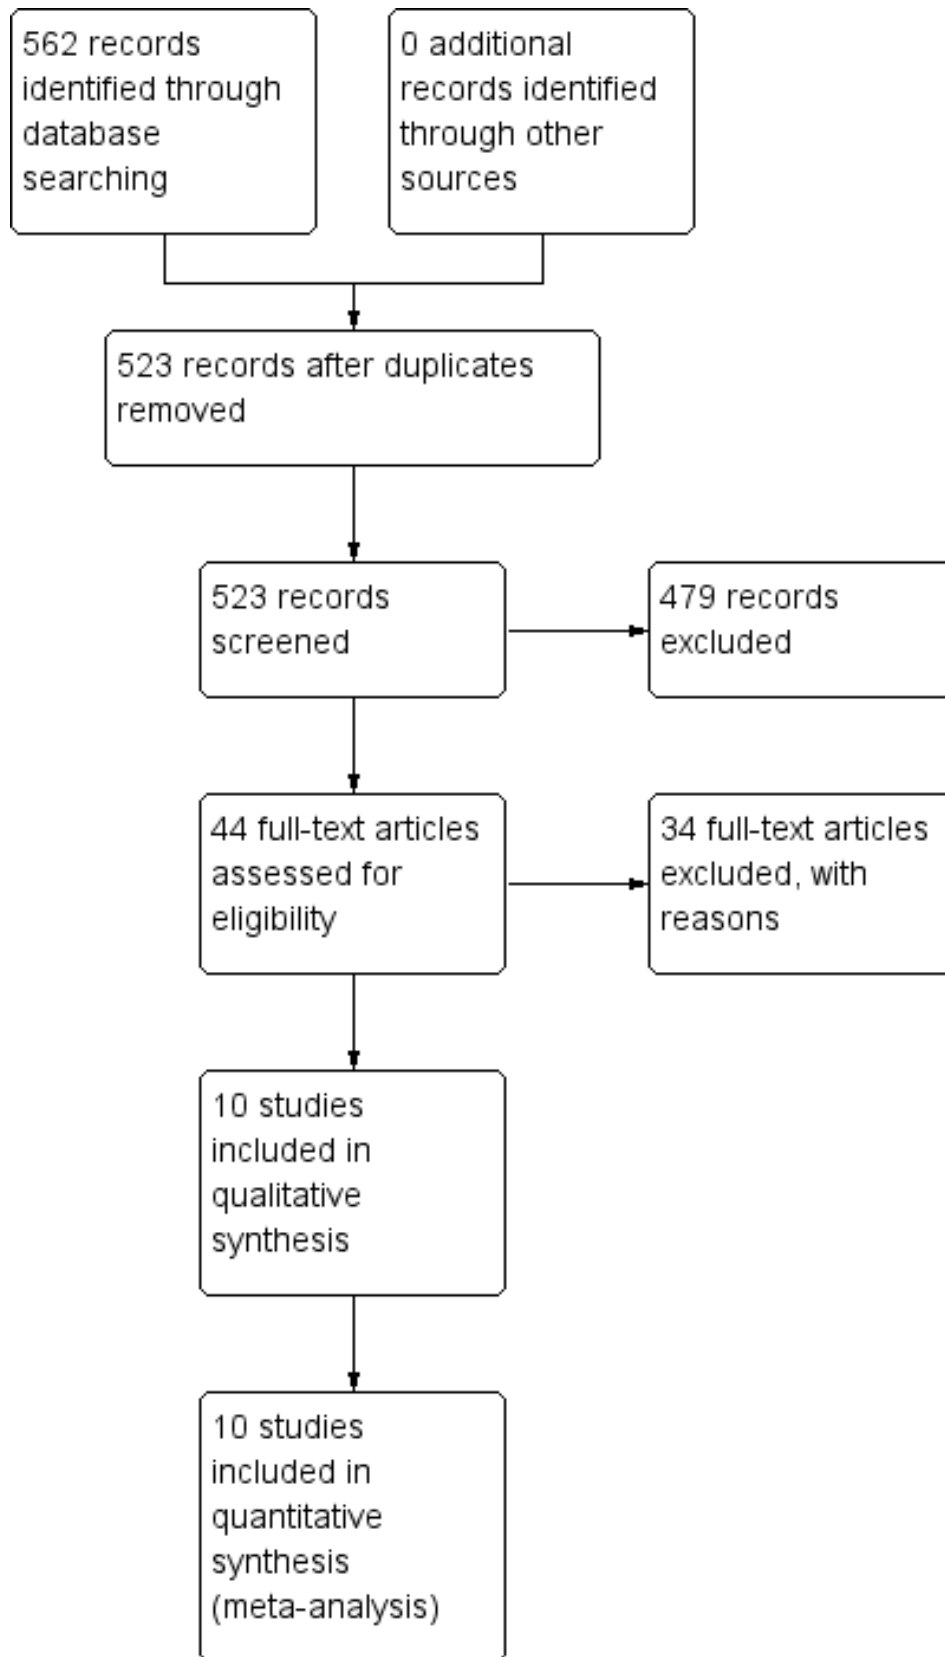 562 records
identified through
database
searching
0 additional
records identified
through other
sources
523 records after duplicates
removed
523 records
screened
479 records
excluded
44 full-text articles
assessed for
eligibility
34 full-text articles
excluded, with
reasons
10 studies
included in
qualitative
synthesis
10 studies
included in
quantitative
synthesis
(meta-analysis)